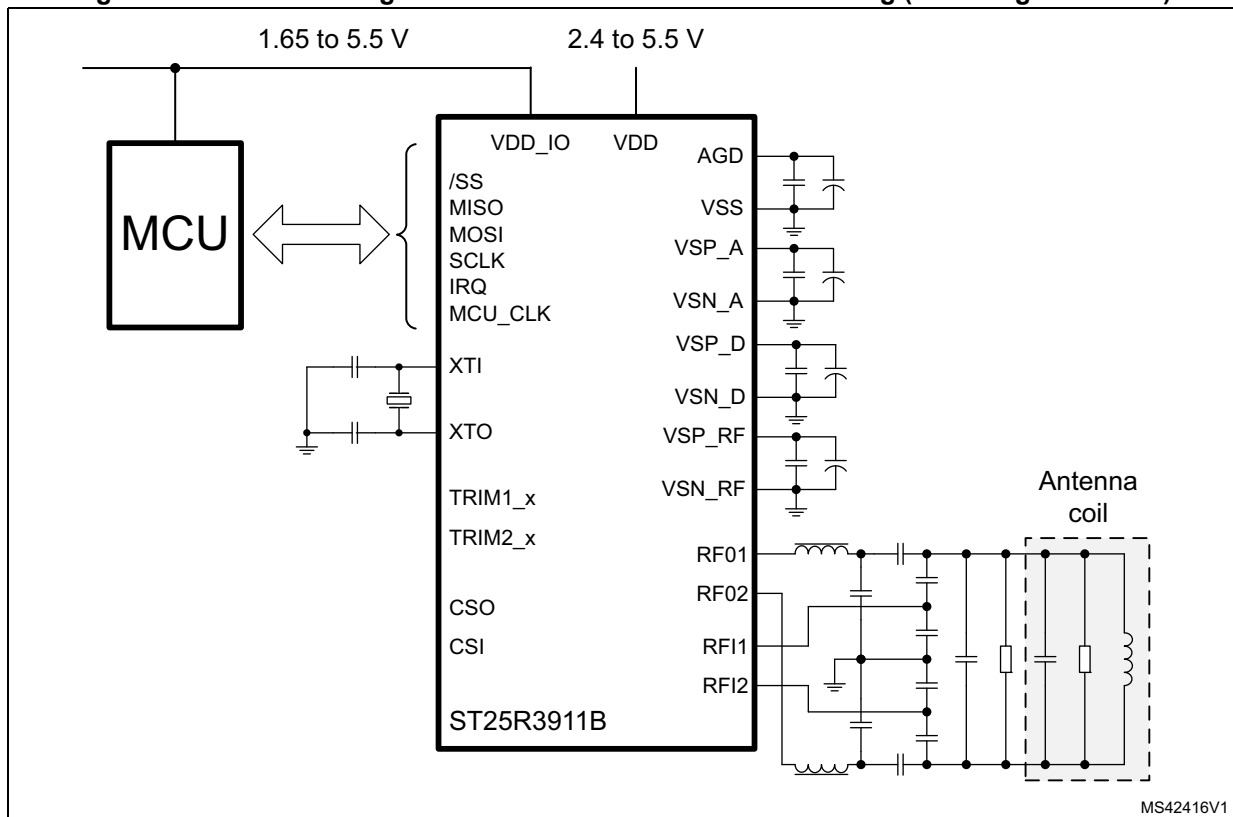 1.65 to 5.5 V
2.4 to 5.5 V
VDD_IO
VDD
MCU
/SS
MISO
MOSI
SCLK
IRQ
MCU_CLK
XTI
XTO
TRIM1_x
TRIM2_x
CSO
CSI
ST25R3911B
AGD
VSS
VSP_A
VSN_A
VSP_D
VSN_D
VSP_RF
VSN_RF
RF01
RF02
RFI1
RFI2
Antenna
coil
MS42416V1